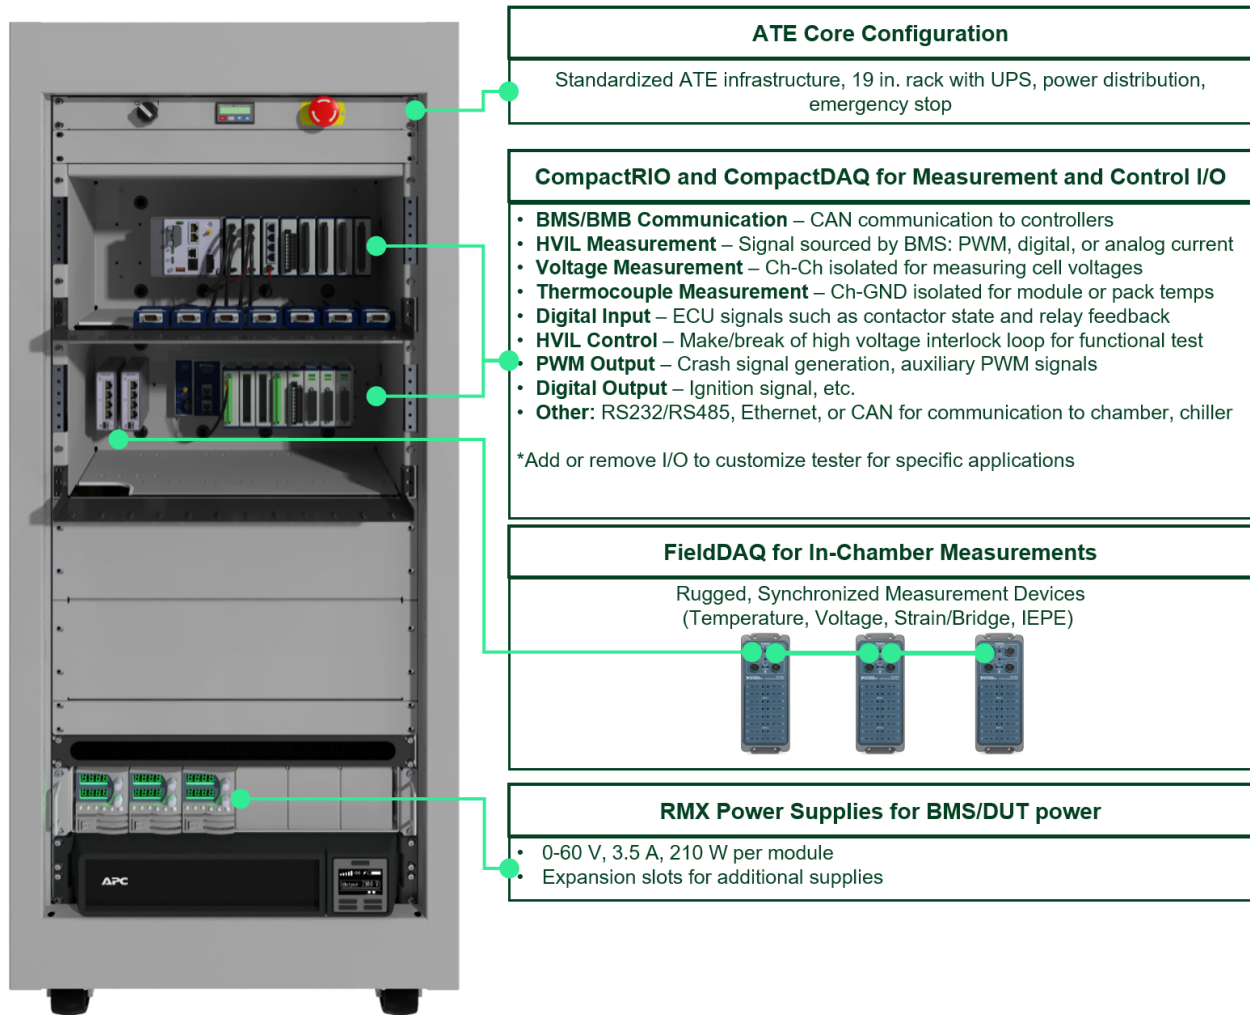 ATE Core Configuration
Standardized ATE infrastructure, 19 in. rack with UPS, power distribution,
emergency stop
CompactRIO and CompactDAQ for Measurement and Control I/O
• BMS/BMB Communication – CAN communication to controllers
• HVIL Measurement – Signal sourced by BMS: PWM, digital, or analog current
• Voltage Measurement – Ch-Ch isolated for measuring cell voltages
• Thermocouple Measurement – Ch-GND isolated for module or pack temps
• Digital Input – ECU signals such as contactor state and relay feedback
• HVIL Control – Make/break of high voltage interlock loop for functional test
• PWM Output – Crash signal generation, auxiliary PWM signals
• Digital Output – Ignition signal, etc.
• Other: RS232/RS485, Ethernet, or CAN for communication to chamber, chiller
*Add or remove I/O to customize tester for specific applications
FieldDAQ for In-Chamber Measurements
Rugged, Synchronized Measurement Devices
(Temperature, Voltage, Strain/Bridge, IEPE)
RMX Power Supplies for BMS/DUT power
• 0-60 V, 3.5 A, 210 W per module
• Expansion slots for additional supplies
APC